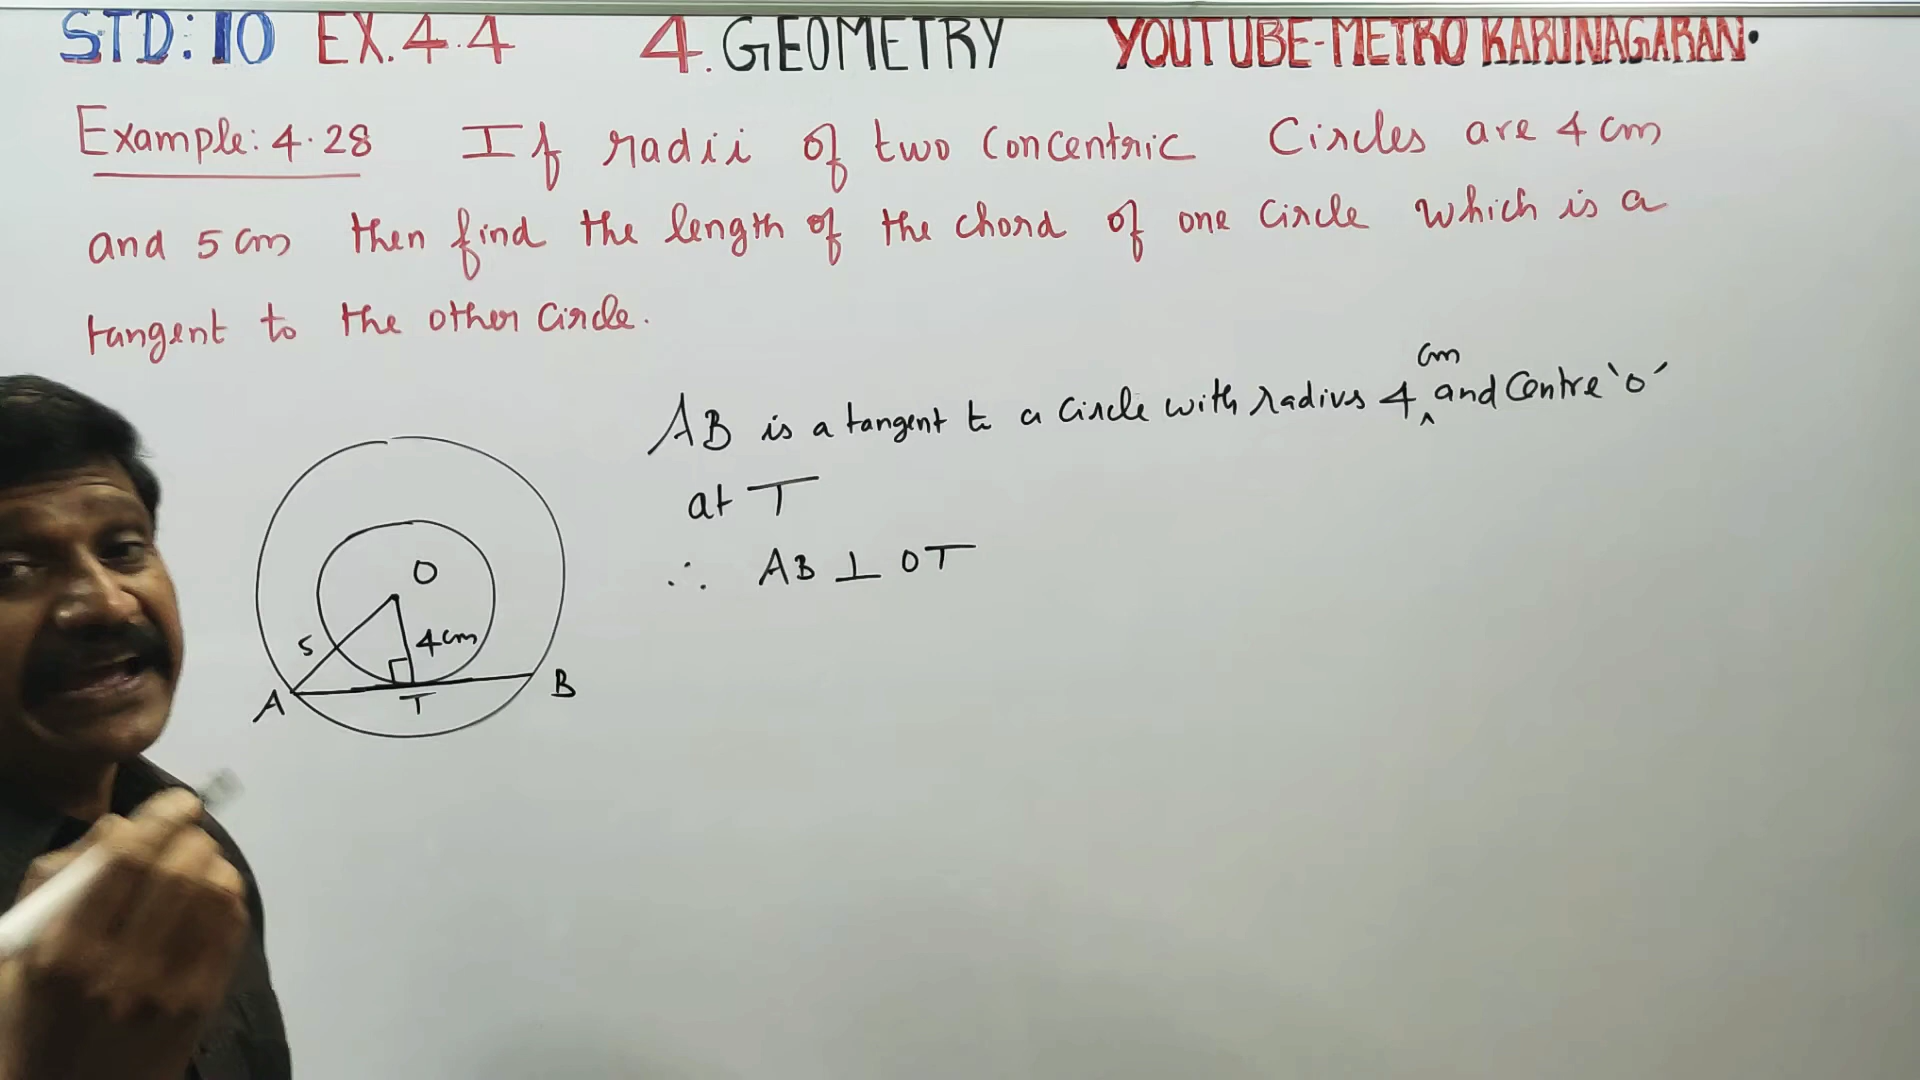 STD: 10 EX. 4.4 4. GEOMETRY YOUTUBE-METRO KARUNAGARAN.
Example: 4.28 If radii of two Concentric Circles are 4 cm
and 5 cm then find the length of the chord of one Circle which is a
tangent to the other Circle.
AB is a tangent to a Circle with radius 4 cm and Centre 'O'
at T
∴ AB ⊥ OT
O
5
4 cm
A
T
B